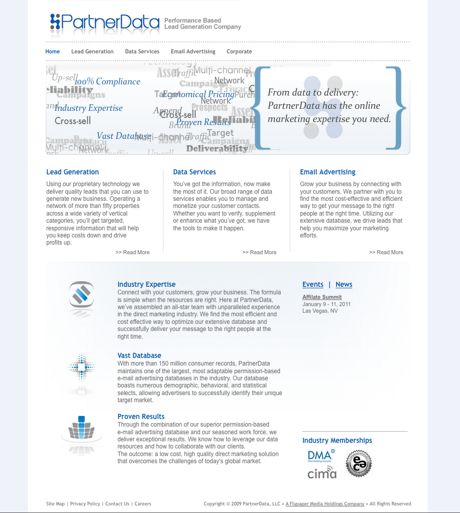 PartnerData
Performance Based
Lead Generation Company
Home
Lead Generation
Data Services
Email Advertising
Corporate
Up-sell
100% Compliance
Traffic
Multi-channel
Network
Campaigns
Economical Pricing
Network
Industry Expertise
Append
Cross-sell
Cross-sell
Proven Results
Brand
Target
Vast Database
Network
Campaigns
Multi-channel
Deliverability
From data to delivery:
PartnerData has the online
marketing expertise you need.
Lead Generation
Using our proprietary technology we
deliver quality leads that you can use to
generate new business. Operating a
network of more than fifty properties
across a wide variety of vertical
categories, you'll get targeted,
responsive information that will help
you keep costs down and drive
profits up.
>> Read More
Data Services
You've got the information, now make
the most of it. Our broad range of data
services enables you to manage and
monetize your customer contacts.
Whether you want to verify, supplement
or enhance what you've got, we have
the tools to make it happen.
>> Read More
Email Advertising
Grow your business by connecting with
your customers. We partner with you to
find the most cost-effective and efficient
way to get your message to the right
people at the right time. Utilizing our
extensive database, we drive leads that
help you maximize your marketing
efforts.
>> Read More
Industry Expertise
Connect with your customers, grow your business. The formula
is simple when the resources are right. Here at PartnerData,
we've assembled an all-star team with unparalleled experience
in the direct marketing industry. We find the most efficient and
cost effective way to optimize our extensive database and
successfully deliver your message to the right people at the
right time.
Vast Database
With more than 150 million consumer records, PartnerData
maintains one of the largest, most adaptable permission-based
e-mail advertising databases in the industry. Our database
boasts numerous demographic, behavioral, and statistical
selects, allowing advertisers to successfully identify their unique
target market.
Proven Results
Through the combination of our superior permission-based
e-mail advertising database and our seasoned work force, we
deliver exceptional results. We know how to leverage our data
resources and how to collaborate with our clients.
The outcome: a low cost, high quality direct marketing solution
that overcomes the challenges of today's global market.
Events | News
Affiliate Summit
January 9 - 11, 2011
Las Vegas, NV
Industry Memberships
DMA
cima
Site Map | Privacy Policy | Contact Us | Careers
Copyright © 2009 PartnerData, LLC • A Flippaper Media Holdings Company • All Rights Reserved